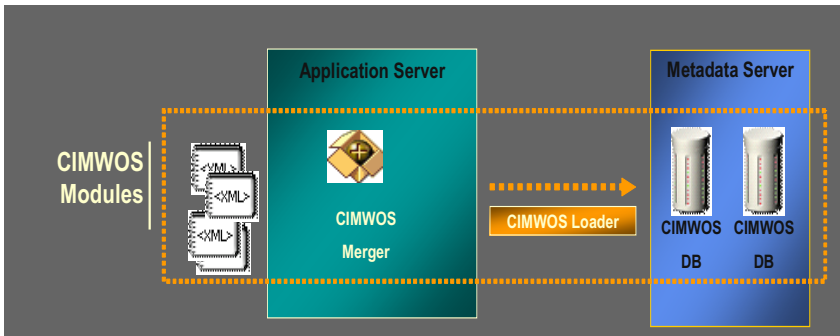 Application Server
Metadata Server
CIMWOS
Modules
<XML>
<XML>
<XML>
CIMWOS
Merger
CIMWOS Loader
CIMWOS
DB
CIMWOS
DB